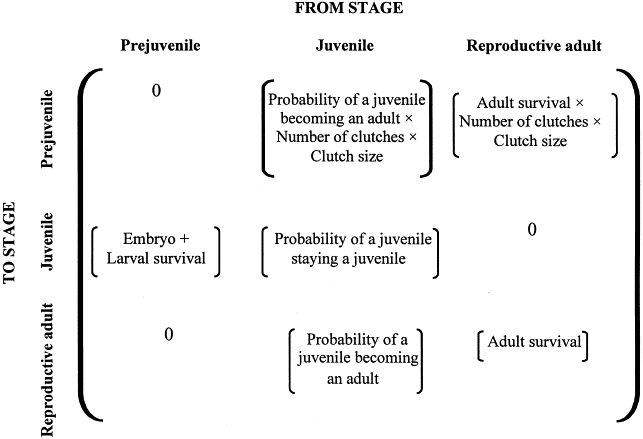 FROM STAGE
Prejuvenile Juvenile Reproductive adult
TO STAGE
Prejuvenile
0
Probability of a juvenile
becoming an adult ×
Number of clutches ×
Clutch size
Adult survival ×
Number of clutches ×
Clutch size
Juvenile
Embryo +
Larval survival
Probability of a juvenile
staying a juvenile
0
Reproductive adult
0
Probability of a
juvenile becoming
an adult
Adult survival